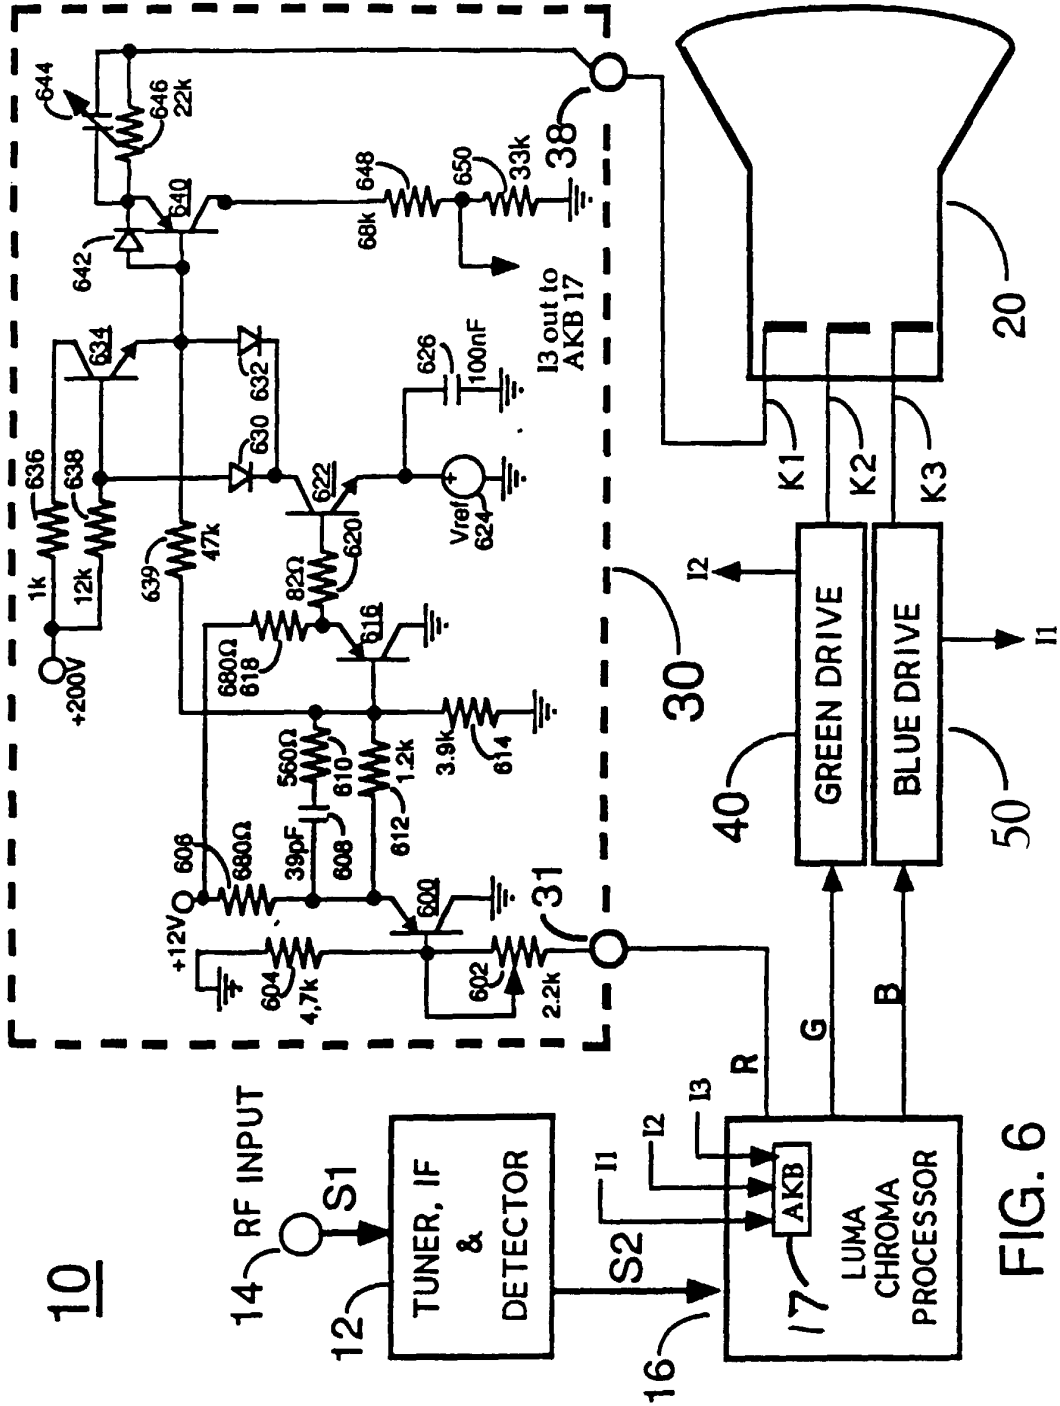 10
14
RF INPUT
S1
12
TUNER, IF
&
DETECTOR
S2
16
17
AKB
I1
I2
I3
LUMA
CHROMA
PROCESSOR
R
G
B
FIG. 6
+12V
606
680Ω
604
4,7k
602
2.2k
31
600
39pF
608
560Ω
610
612
1.2k
3.9k
614
680Ω
618
616
82Ω
620
622
Vref
624
626
100nF
+200V
1k
636
12k
638
639
47k
630
632
634
642
640
644
646
22k
648
68k
650
33k
I3 out to
AKB 17
38
30
40
GREEN DRIVE
I2
50
BLUE DRIVE
I1
K1
K2
K3
20